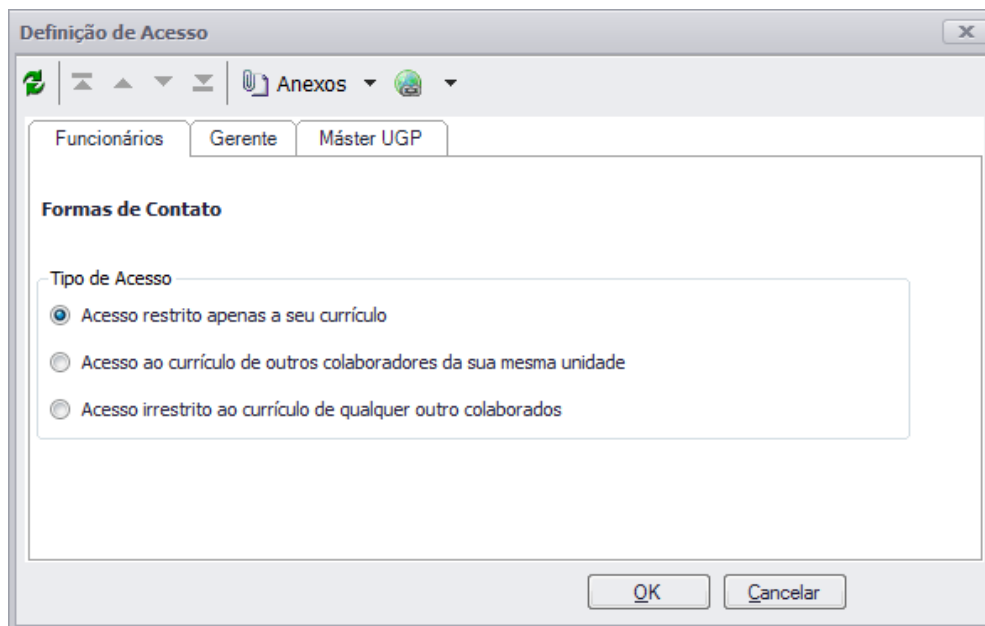 Definição de Acesso
Anexos
Funcionários Gerente Máster UGP
Formas de Contato
Tipo de Acesso
Acesso restrito apenas a seu currículo
Acesso ao currículo de outros colaboradores da sua mesma unidade
Acesso irrestrito ao currículo de qualquer outro colaborados
OK Cancelar